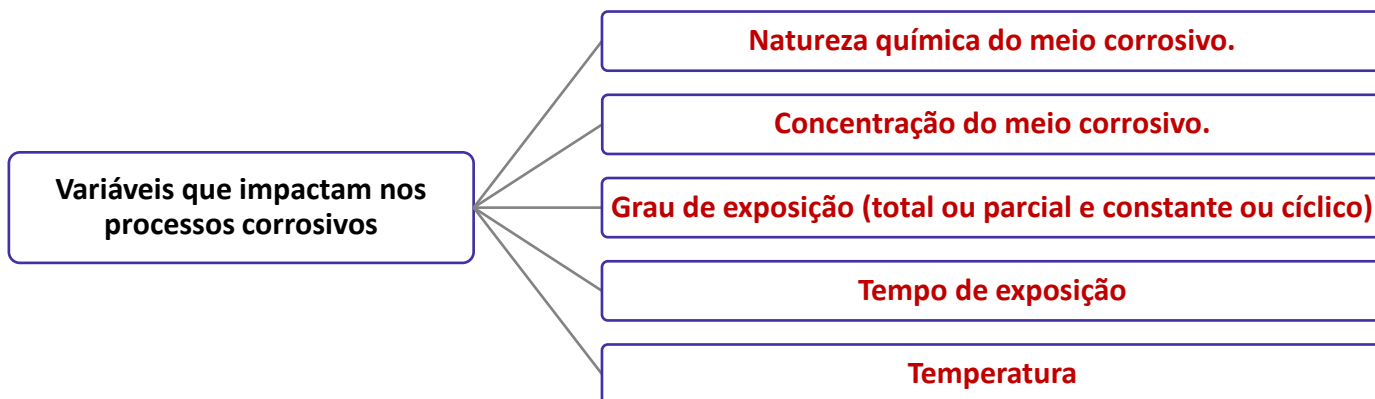 Variáveis que impactam nos
processos corrosivos
Natureza química do meio corrosivo.
Concentração do meio corrosivo.
Grau de exposição (total ou parcial e constante ou cíclico)
Tempo de exposição
Temperatura